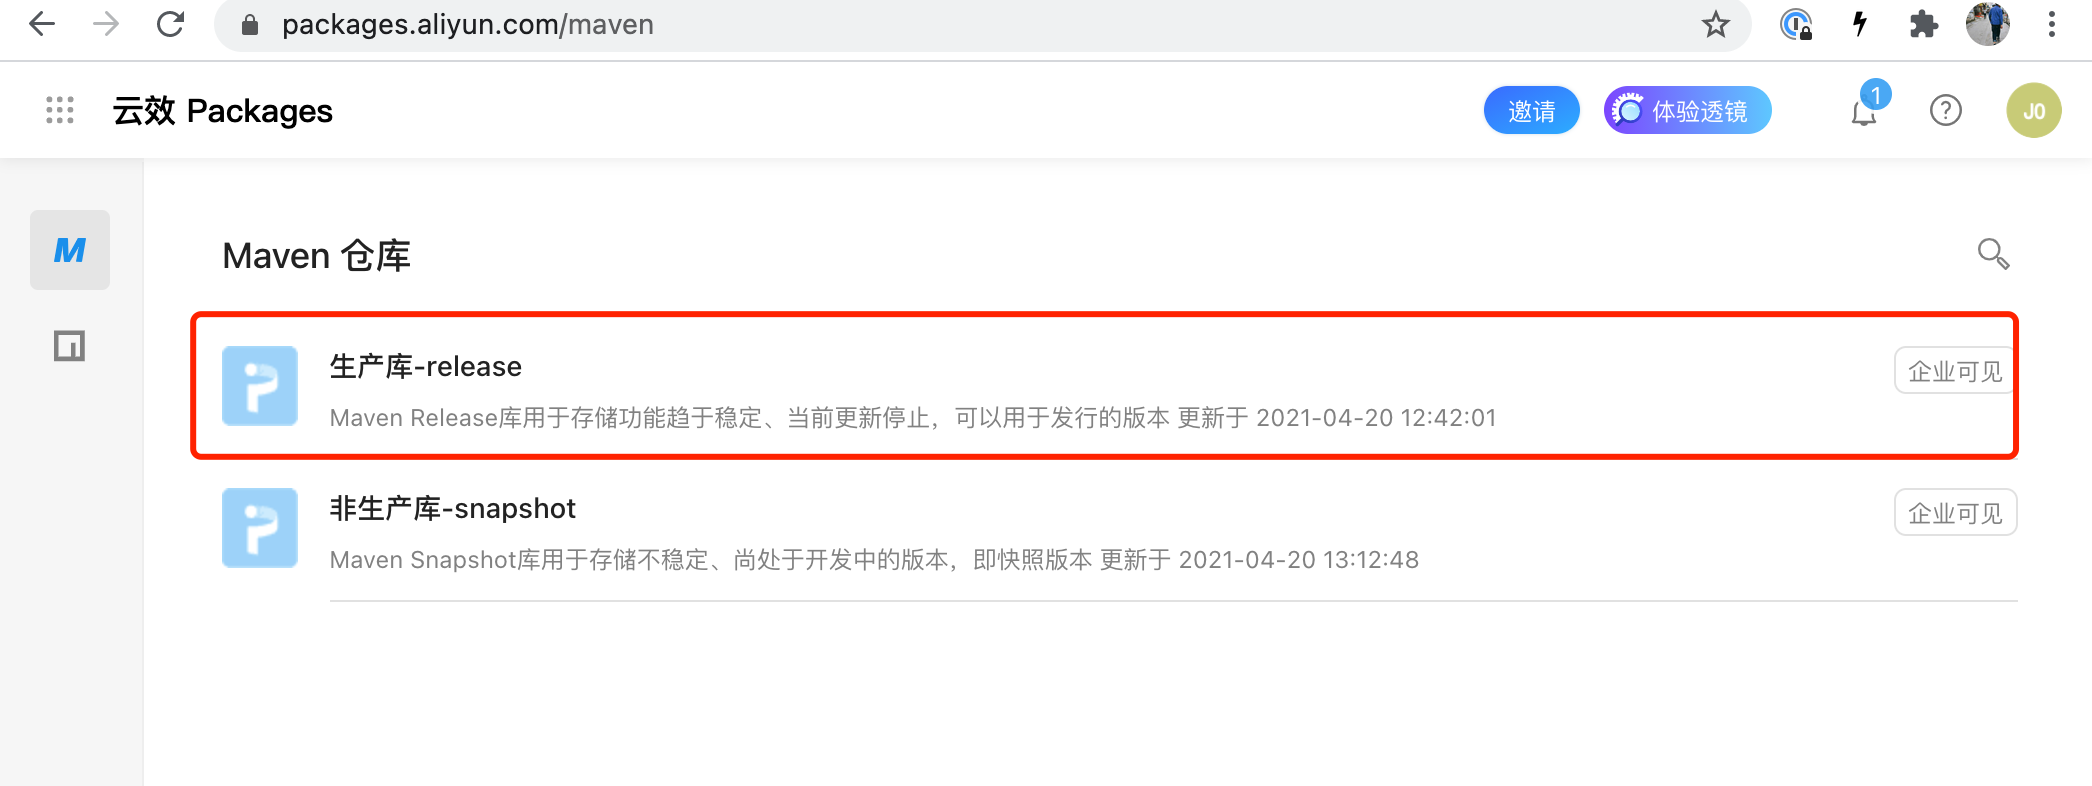 packages.aliyun.com/maven
云效 Packages
邀请
体验透镜
1
?
J0
M
Maven 仓库
生产库-release
企业可见
Maven Release库用于存储功能趋于稳定、当前更新停止，可以用于发行的版本 更新于 2021-04-20 12:42:01
非生产库-snapshot
企业可见
Maven Snapshot库用于存储不稳定、尚处于开发中的版本，即快照版本 更新于 2021-04-20 13:12:48